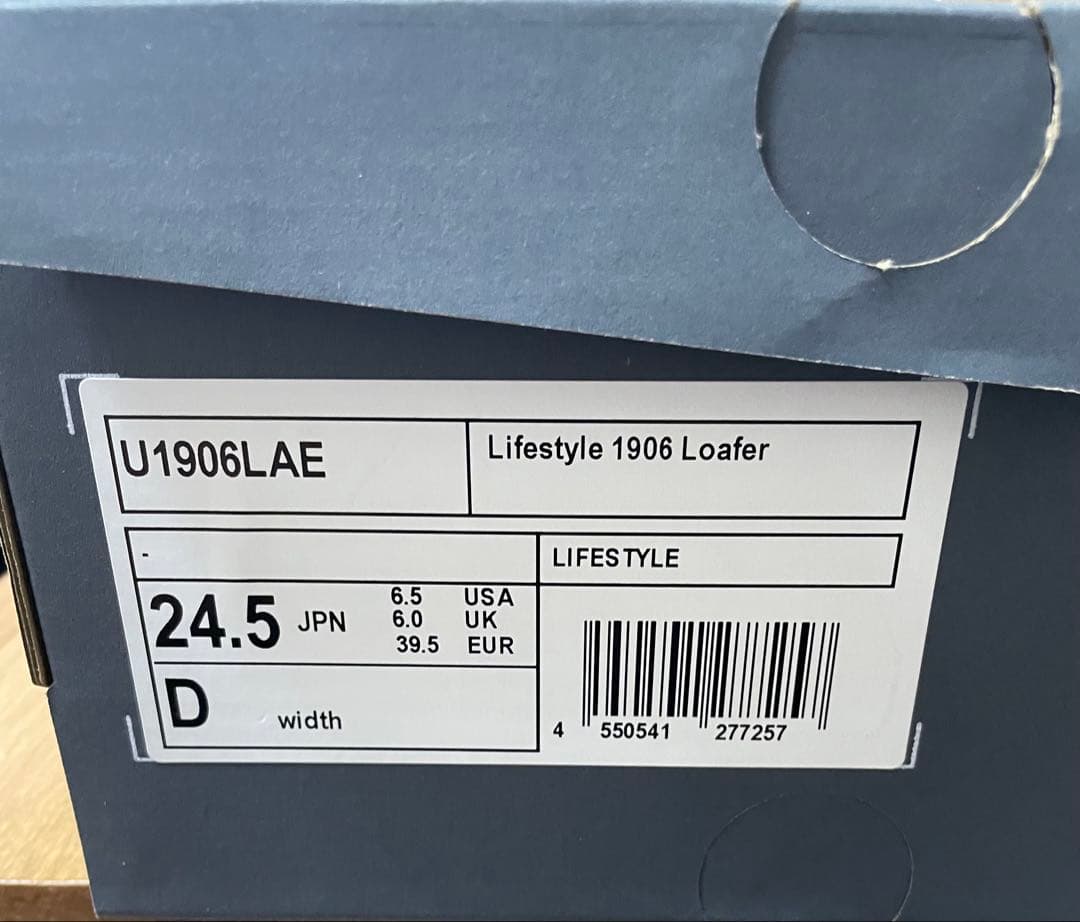 U1906LAE
Lifestyle 1906 Loafer
-
LIFESTYLE
24.5 JPN
6.5 USA
6.0 UK
39.5 EUR
D width
4 550541 277257